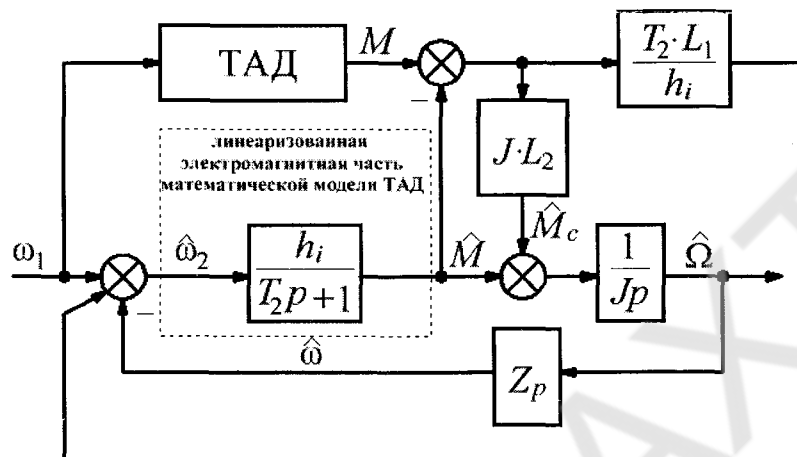 ТАД
M
T₂·L₁
hᵢ
–
линеаризованная
электромагнитная часть
математической модели ТАД
J·L₂
M̂c
ω₁
ω̂₂
hᵢ
T₂p+1
M̂
1
Jp
Ω̂
–
ω̂
Zp